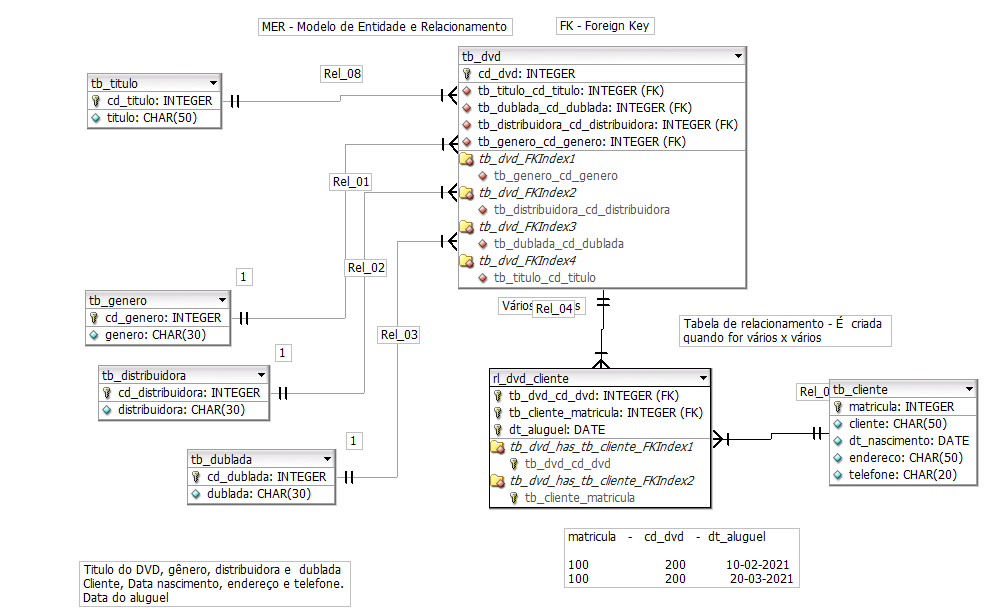 MER - Modelo de Entidade e Relacionamento
FK - Foreign Key
tb_titulo
cd_titulo: INTEGER
titulo: CHAR(50)
Rel_08
tb_dvd
cd_dvd: INTEGER
tb_titulo_cd_titulo: INTEGER (FK)
tb_dublada_cd_dublada: INTEGER (FK)
tb_distribuidora_cd_distribuidora: INTEGER (FK)
tb_genero_cd_genero: INTEGER (FK)
tb_dvd_FKIndex1
tb_genero_cd_genero
tb_dvd_FKIndex2
tb_distribuidora_cd_distribuidora
tb_dvd_FKIndex3
tb_dublada_cd_dublada
tb_dvd_FKIndex4
tb_titulo_cd_titulo
Rel_01
Rel_02
Rel_03
1
tb_genero
cd_genero: INTEGER
genero: CHAR(30)
1
tb_distribuidora
cd_distribuidora: INTEGER
distribuidora: CHAR(30)
1
tb_dublada
cd_dublada: INTEGER
dublada: CHAR(30)
Rel_04
Tabela de relacionamento - É criada
quando for vários x vários
rl_dvd_cliente
tb_dvd_cd_dvd: INTEGER (FK)
tb_cliente_matricula: INTEGER (FK)
dt_aluguel: DATE
tb_dvd_has_tb_cliente_FKIndex1
tb_dvd_cd_dvd
tb_dvd_has_tb_cliente_FKIndex2
tb_cliente_matricula
tb_cliente
matricula: INTEGER
cliente: CHAR(50)
dt_nascimento: DATE
endereco: CHAR(50)
telefone: CHAR(20)
matricula - cd_dvd - dt_aluguel
100 200 10-02-2021
100 200 20-03-2021
Titulo do DVD, gênero, distribuidora e dublada
Cliente, Data nascimento, endereço e telefone.
Data do aluguel